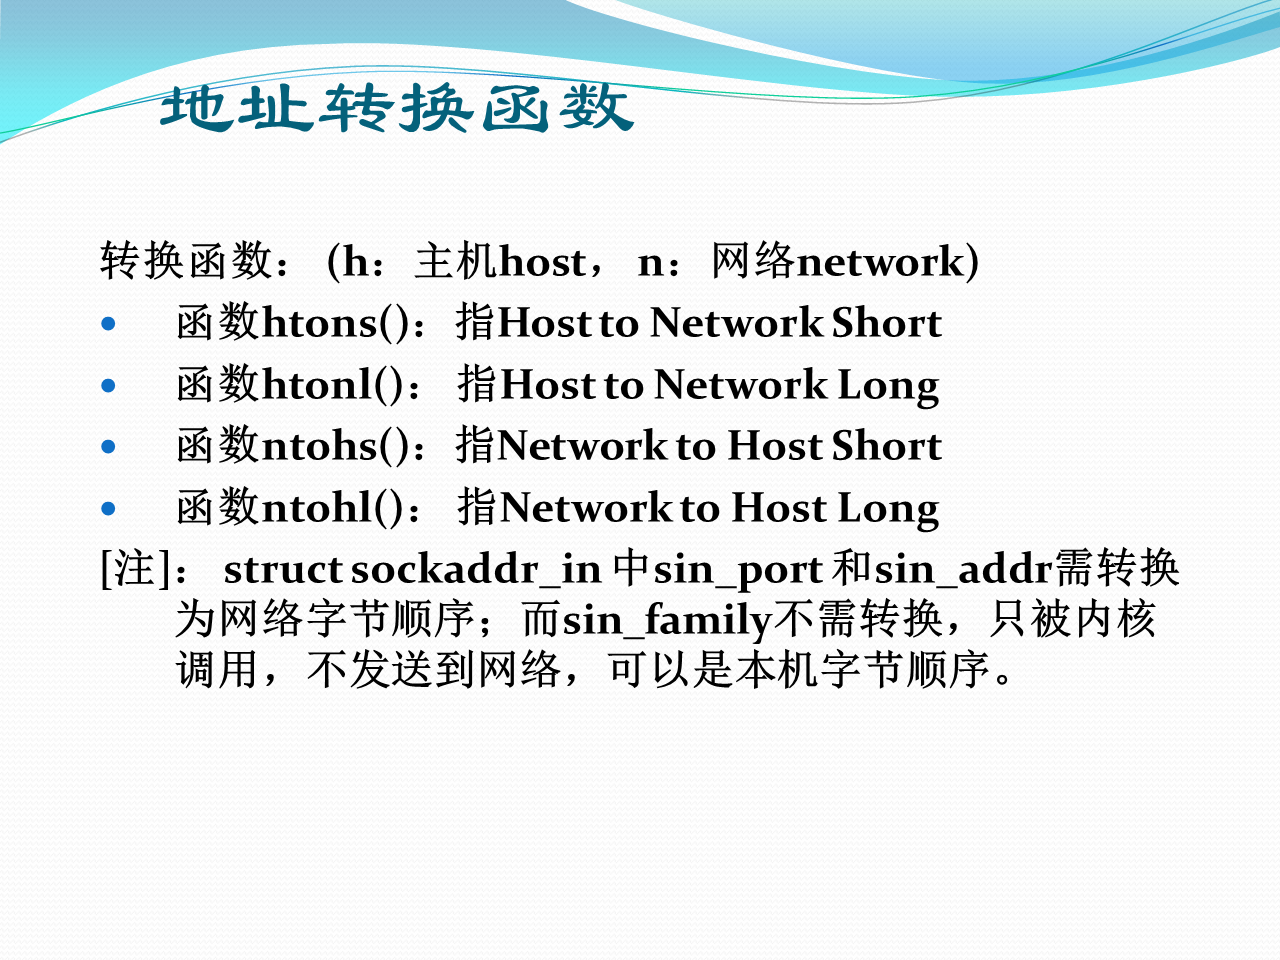 地址转换函数
转换函数： (h：主机host， n：网络network)
• 函数htons()：指Host to Network Short
• 函数htonl()： 指Host to Network Long
• 函数ntohs()：指Network to Host Short
• 函数ntohl()： 指Network to Host Long
[注]： struct sockaddr_in 中sin_port 和sin_addr需转换
为网络字节顺序；而sin_family不需转换，只被内核
调用，不发送到网络，可以是本机字节顺序。